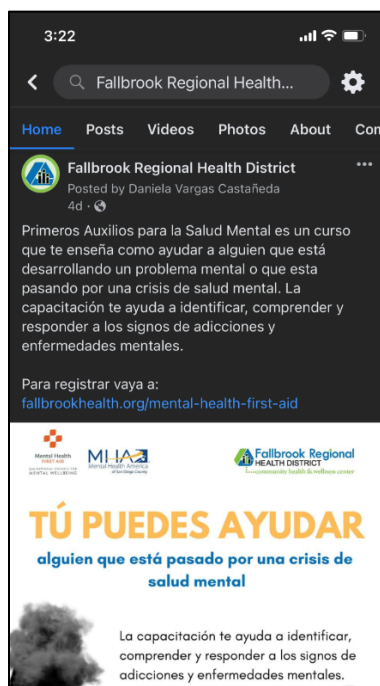 3:22
Fallbrook Regional Health...
Home Posts Videos Photos About Con
Fallbrook Regional Health District
Posted by Daniela Vargas Castañeda
4d ·
Primeros Auxilios para la Salud Mental es un curso
que te enseña como ayudar a alguien que está
desarrollando un problema mental o que esta
pasando por una crisis de salud mental. La
capacitación te ayuda a identificar, comprender y
responder a los signos de adicciones y
enfermedades mentales.
Para registrar vaya a:
fallbrookhealth.org/mental-health-first-aid
Mental Health
FIRST AID
MENTAL WELLBEING
MHA
Mental Health America
of San Diego County
Fallbrook Regional
HEALTH DISTRICT
....community health & wellness center
TÚ PUEDES AYUDAR
alguien que está pasado por una crisis de
salud mental
La capacitación te ayuda a identificar,
comprender y responder a los signos de
adicciones y enfermedades mentales.